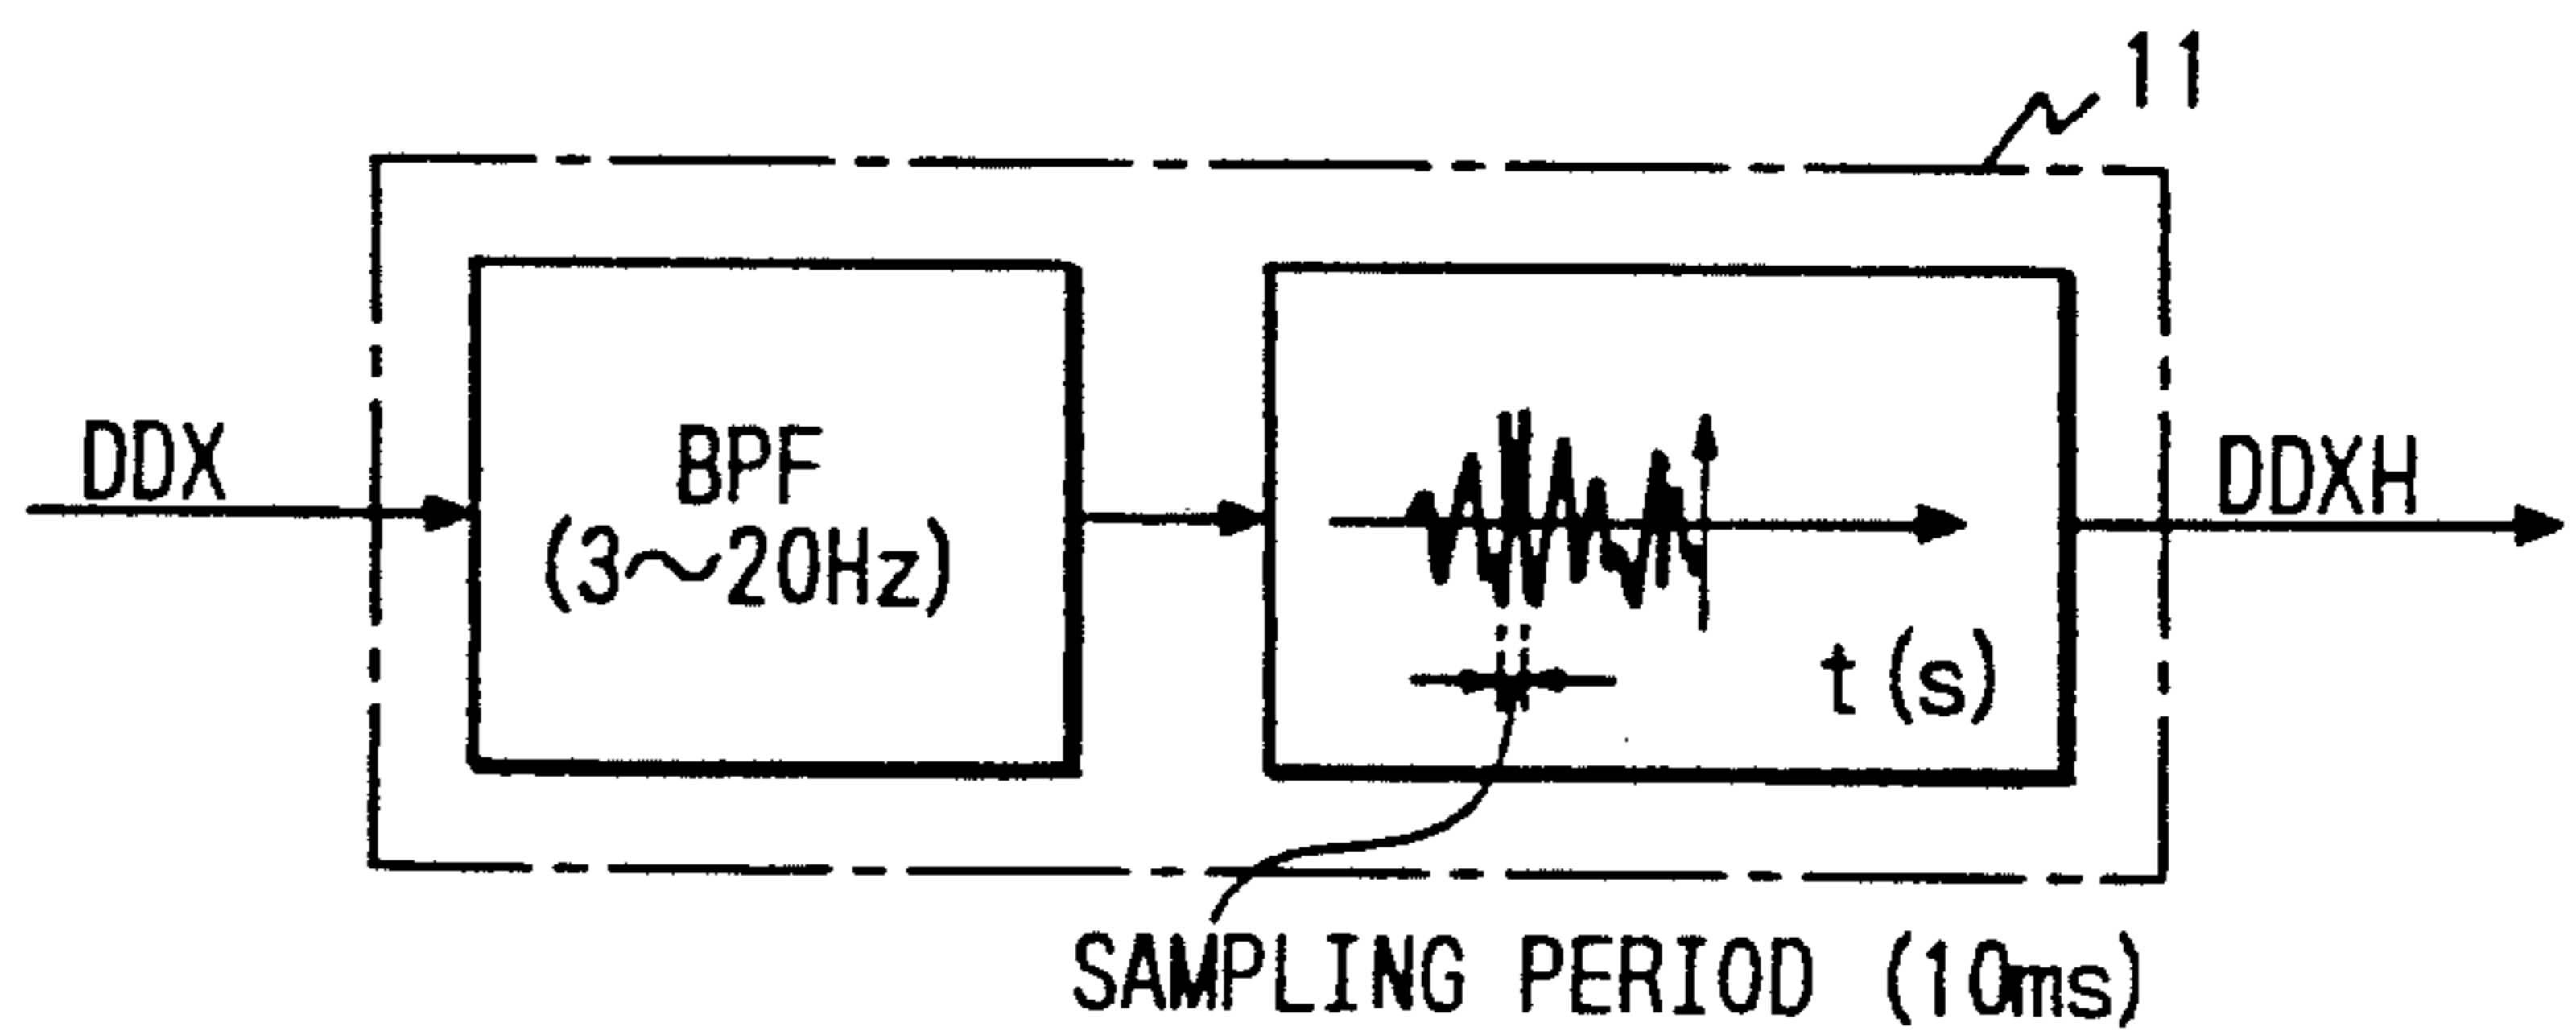 11
DDX
BPF
(3～20Hz)
t(s)
DDXH
SAMPLING PERIOD (10ms)